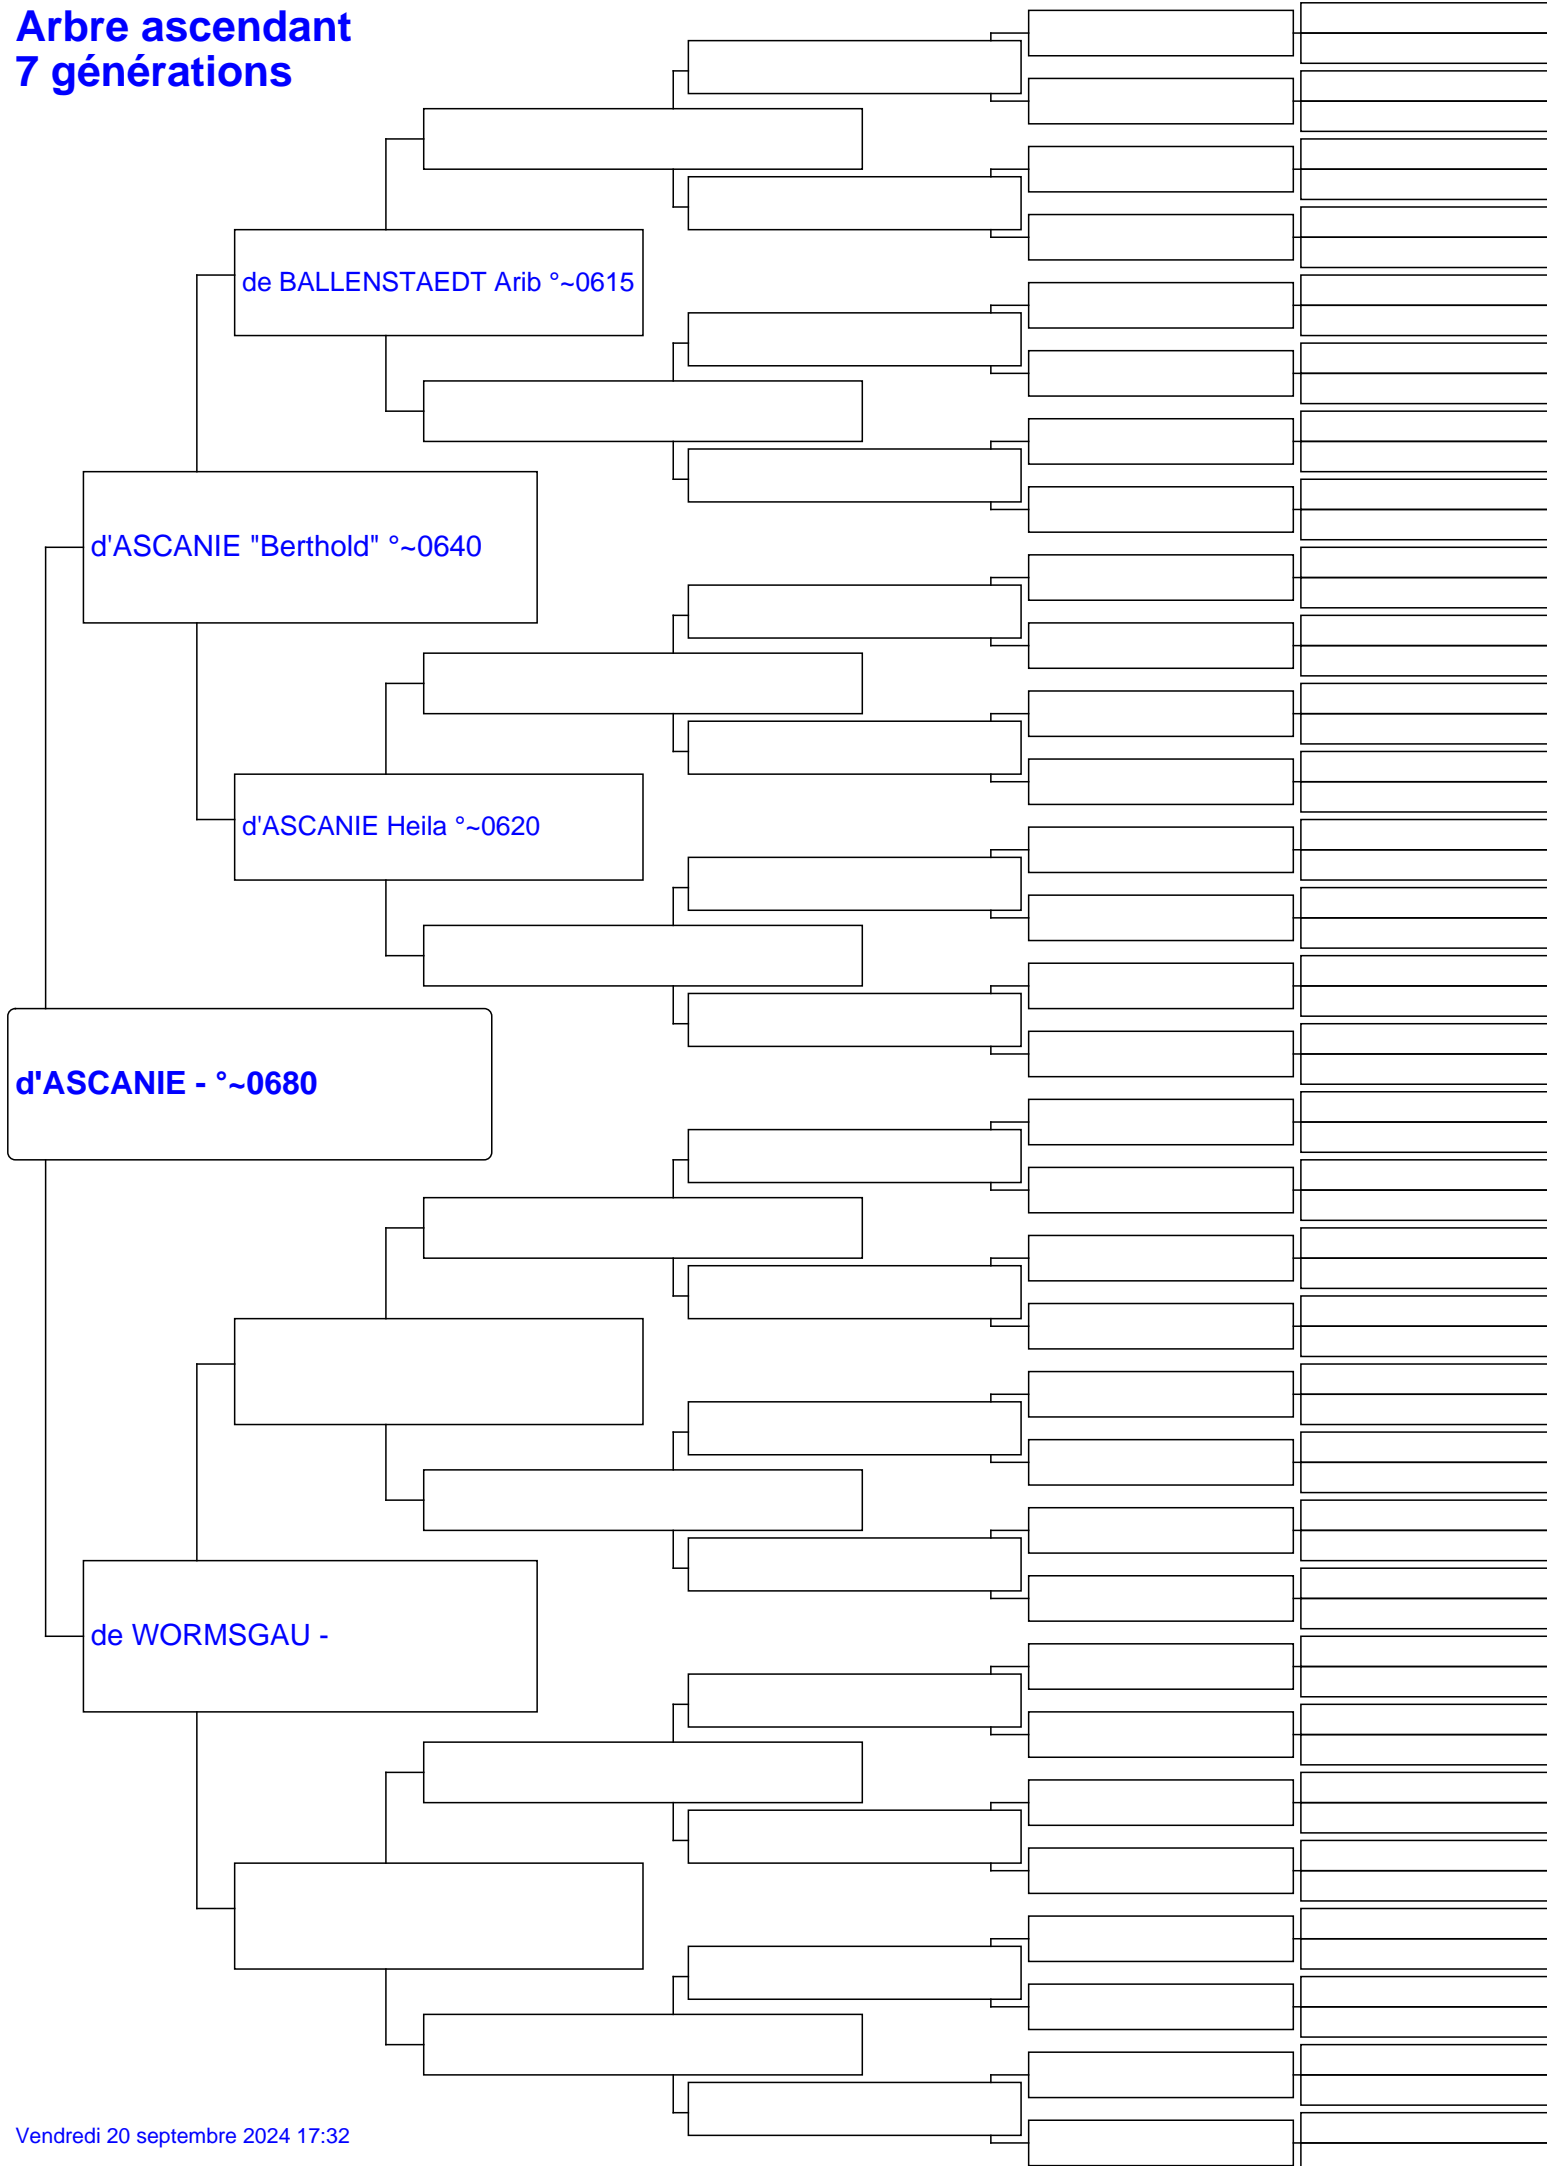 Arbre ascendant
7 générations
de BALLENSTAEDT Arib °~0615
d'ASCANIE "Berthold" °~0640
d'ASCANIE Heila °~0620
d'ASCANIE - °~0680
de WORMSGAU -
Vendredi 20 septembre 2024 17:32